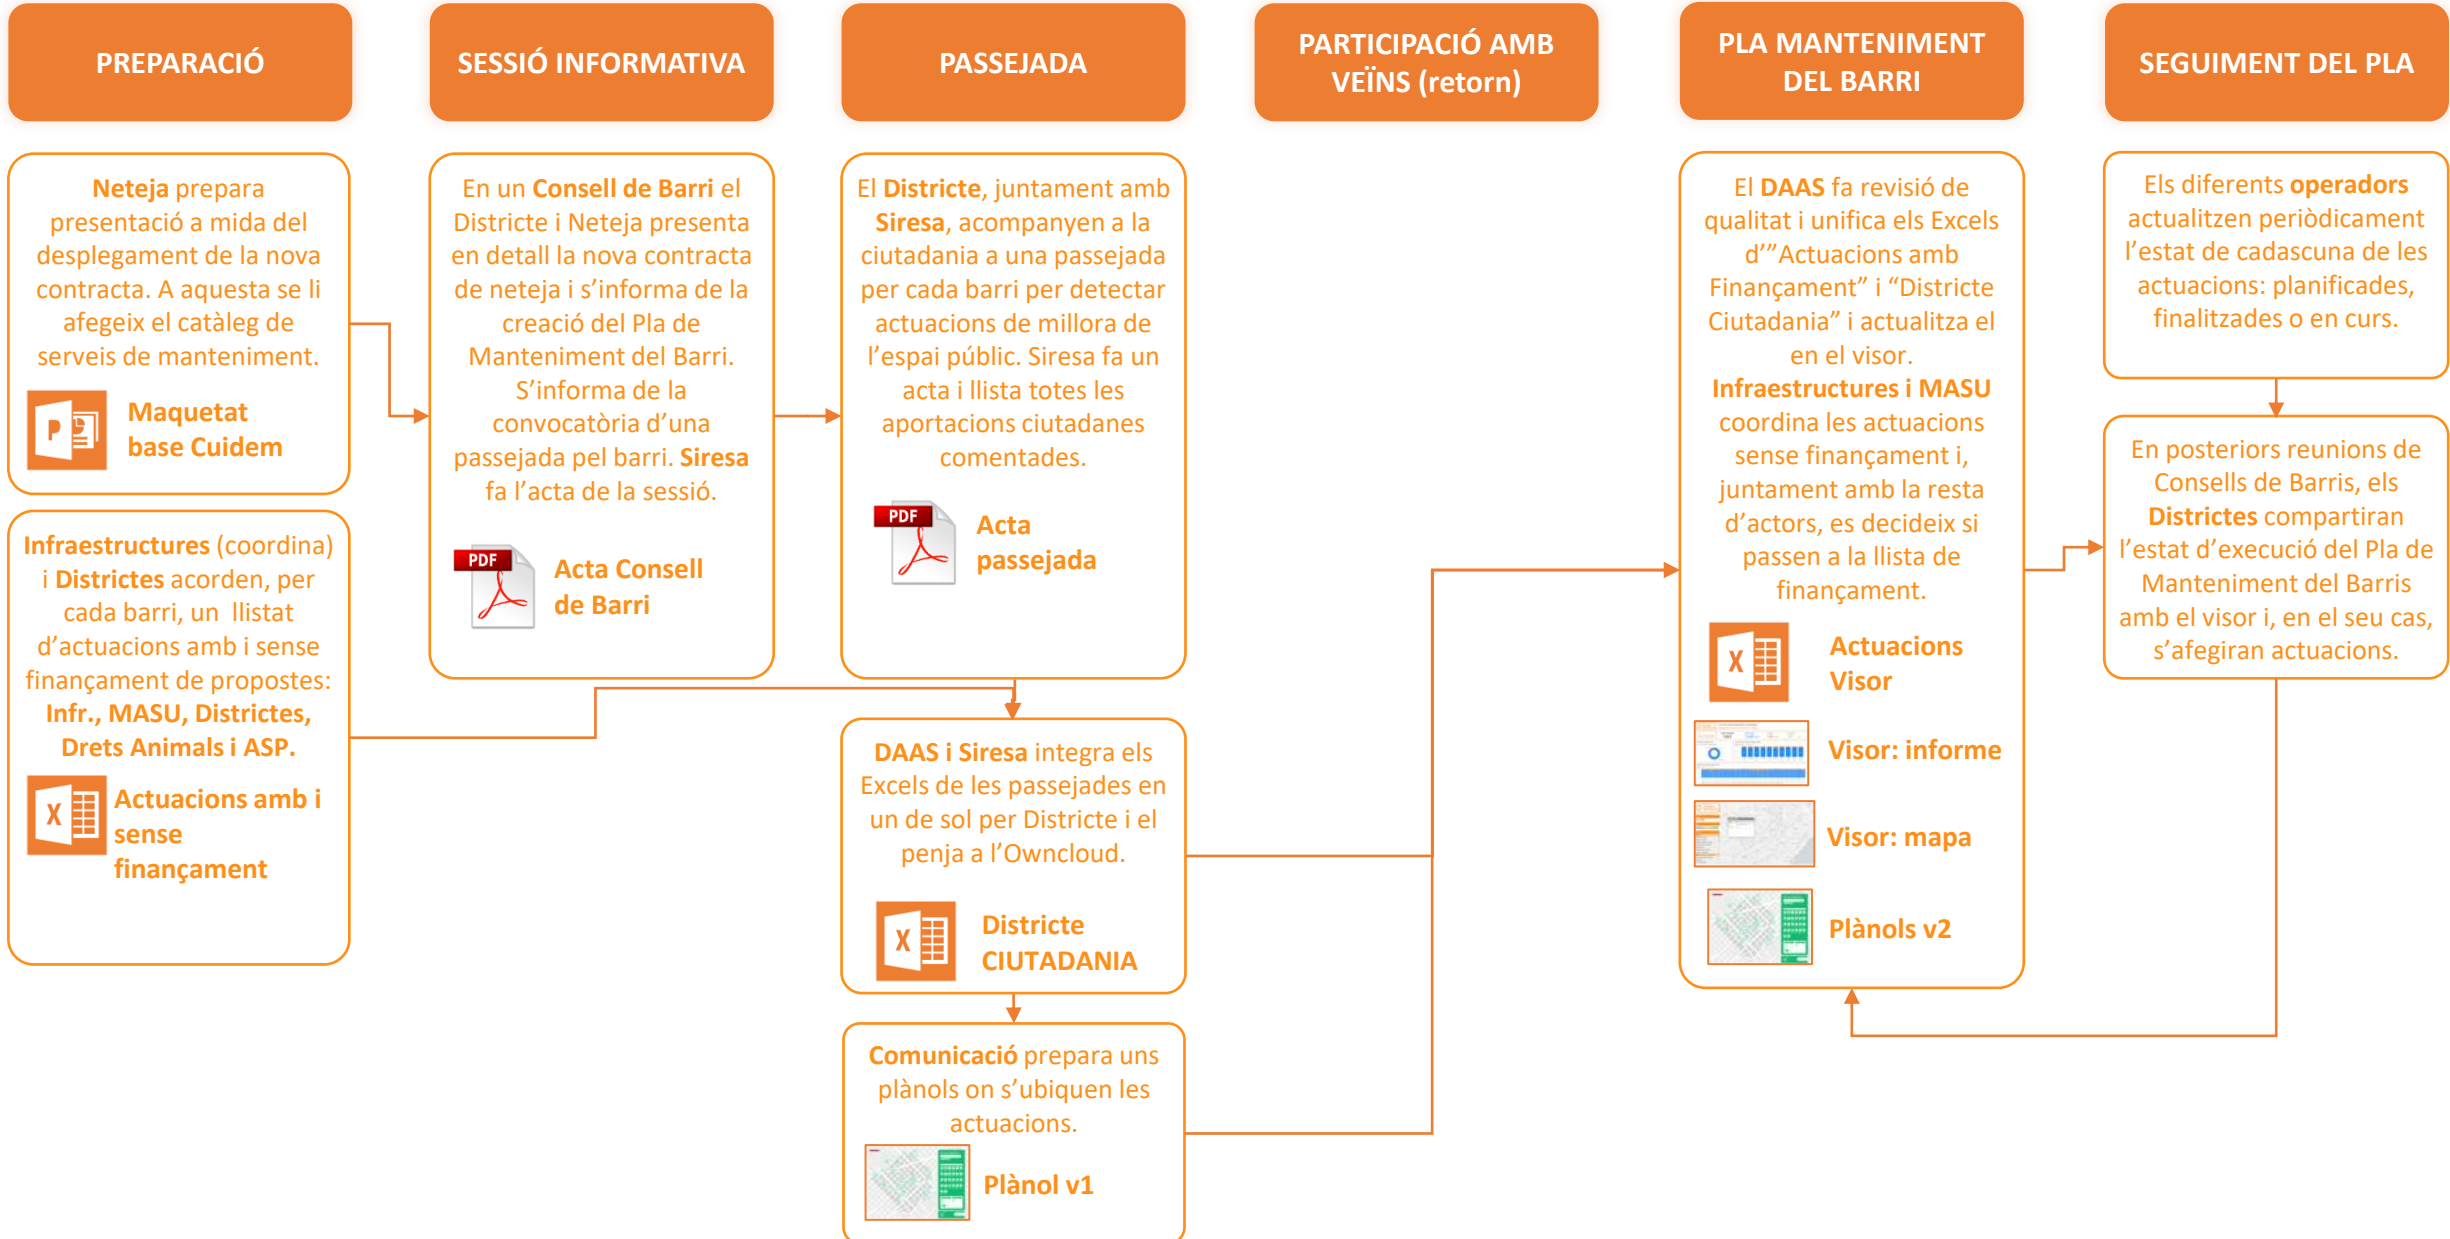 PREPARACIÓ
SESSIÓ INFORMATIVA
PASSEJADA
PARTICIPACIÓ AMB
VEÏNS (retorn)
PLA MANTENIMENT
DEL BARRI
SEGUIMENT DEL PLA
Neteja prepara
presentació a mida del
desplegament de la nova
contracta. A aquesta se li
afegeix el catàleg de
serveis de manteniment.
Maquetat
base Cuidem
Infraestructures (coordina)
i Districtes acorden, per
cada barri, un llistat
d’actuacions amb i sense
finançament de propostes:
Infr., MASU, Districtes,
Drets Animals i ASP.
Actuacions amb i
sense
finançament
En un Consell de Barri el
Districte i Neteja presenta
en detall la nova contracta
de neteja i s’informa de la
creació del Pla de
Manteniment del Barri.
S’informa de la
convocatòria d’una
passejada pel barri. Siresa
fa l’acta de la sessió.
PDF
Acta Consell
de Barri
El Districte, juntament amb
Siresa, acompanyen a la
ciutadania a una passejada
per cada barri per detectar
actuacions de millora de
l’espai públic. Siresa fa un
acta i llista totes les
aportacions ciutadanes
comentades.
PDF
Acta
passejada
DAAS i Siresa integra els
Excels de les passejades en
un de sol per Districte i el
penja a l’Owncloud.
Districte
CIUTADANIA
Comunicació prepara uns
plànols on s’ubiquen les
actuacions.
Plànol v1
El DAAS fa revisió de
qualitat i unifica els Excels
d’”Actuacions amb
Finançament” i “Districte
Ciutadania” i actualitza el
en el visor.
Infraestructures i MASU
coordina les actuacions
sense finançament i,
juntament amb la resta
d’actors, es decideix si
passen a la llista de
finançament.
Actuacions
Visor
Visor: informe
Visor: mapa
Plànols v2
Els diferents operadors
actualitzen periòdicament
l’estat de cadascuna de les
actuacions: planificades,
finalitzades o en curs.
En posteriors reunions de
Consells de Barris, els
Districtes compartiran
l’estat d’execució del Pla de
Manteniment del Barris
amb el visor i, en el seu cas,
s’afegiran actuacions.